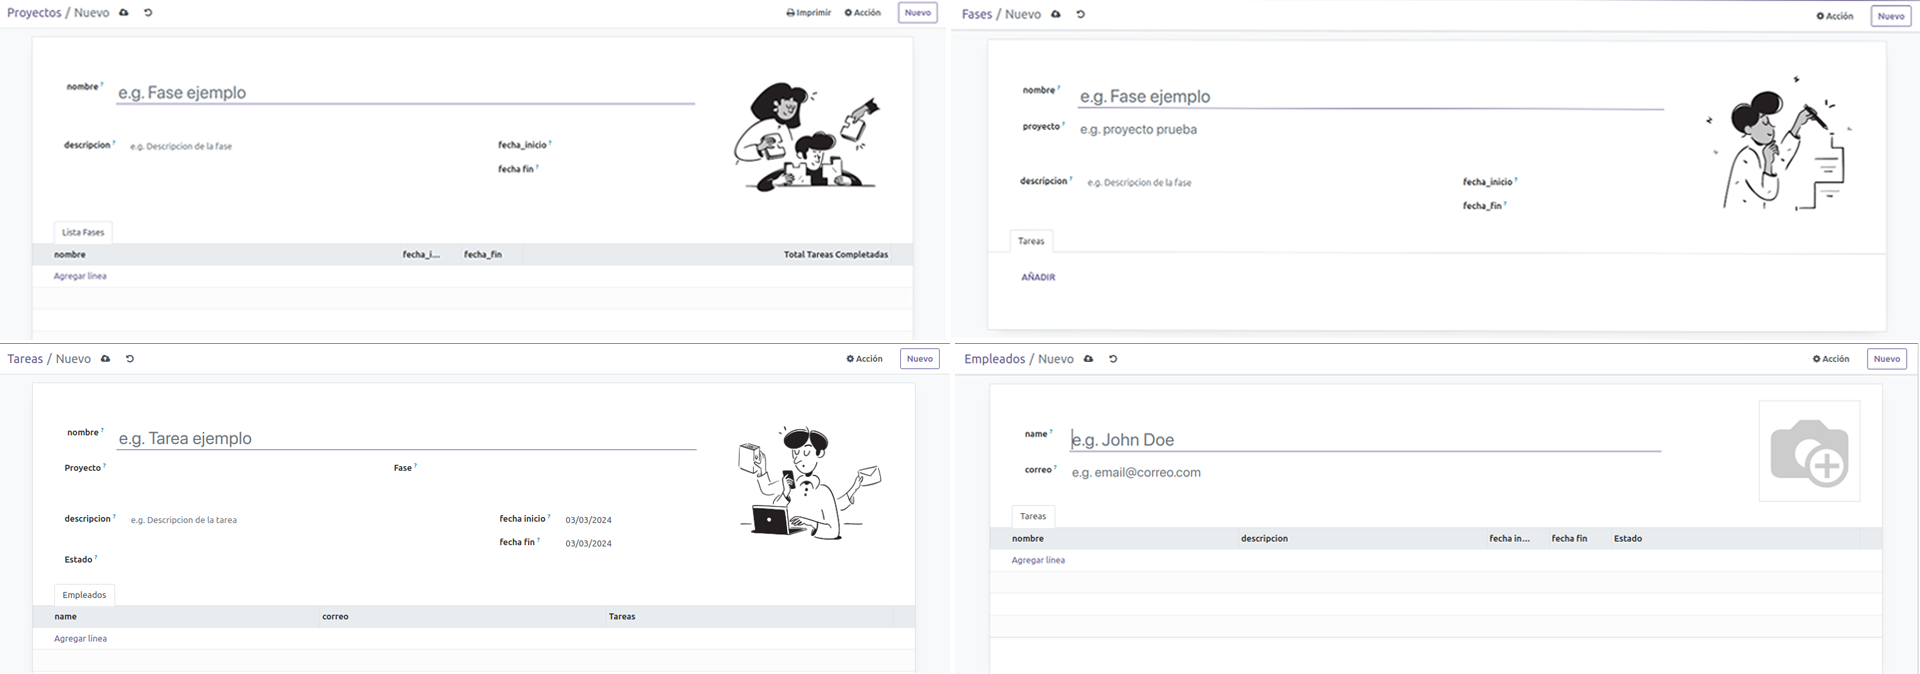 Proyectos / Nuevo
Imprimir Acción Nuevo
nombre ? e.g. Fase ejemplo
descripcion ? e.g. Descripcion de la fase
fecha_inicio ?
fecha fin ?
Lista Fases
nombre fecha_i... fecha_fin Total Tareas Completadas
Agregar línea
Fases / Nuevo
Acción Nuevo
nombre ? e.g. Fase ejemplo
proyecto ? e.g. proyecto prueba
descripcion ? e.g. Descripcion de la fase
fecha_inicio ?
fecha_fin ?
Tareas
AÑADIR
Tareas / Nuevo
Acción Nuevo
nombre ? e.g. Tarea ejemplo
Proyecto ? Fase ?
descripcion ? e.g. Descripcion de la tarea
fecha inicio ? 03/03/2024
fecha fin ? 03/03/2024
Estado ?
Empleados
name correo Tareas
Agregar línea
Empleados / Nuevo
Acción Nuevo
name ? e.g. John Doe
correo ? e.g. email@correo.com
Tareas
nombre descripcion fecha in... fecha fin Estado
Agregar línea